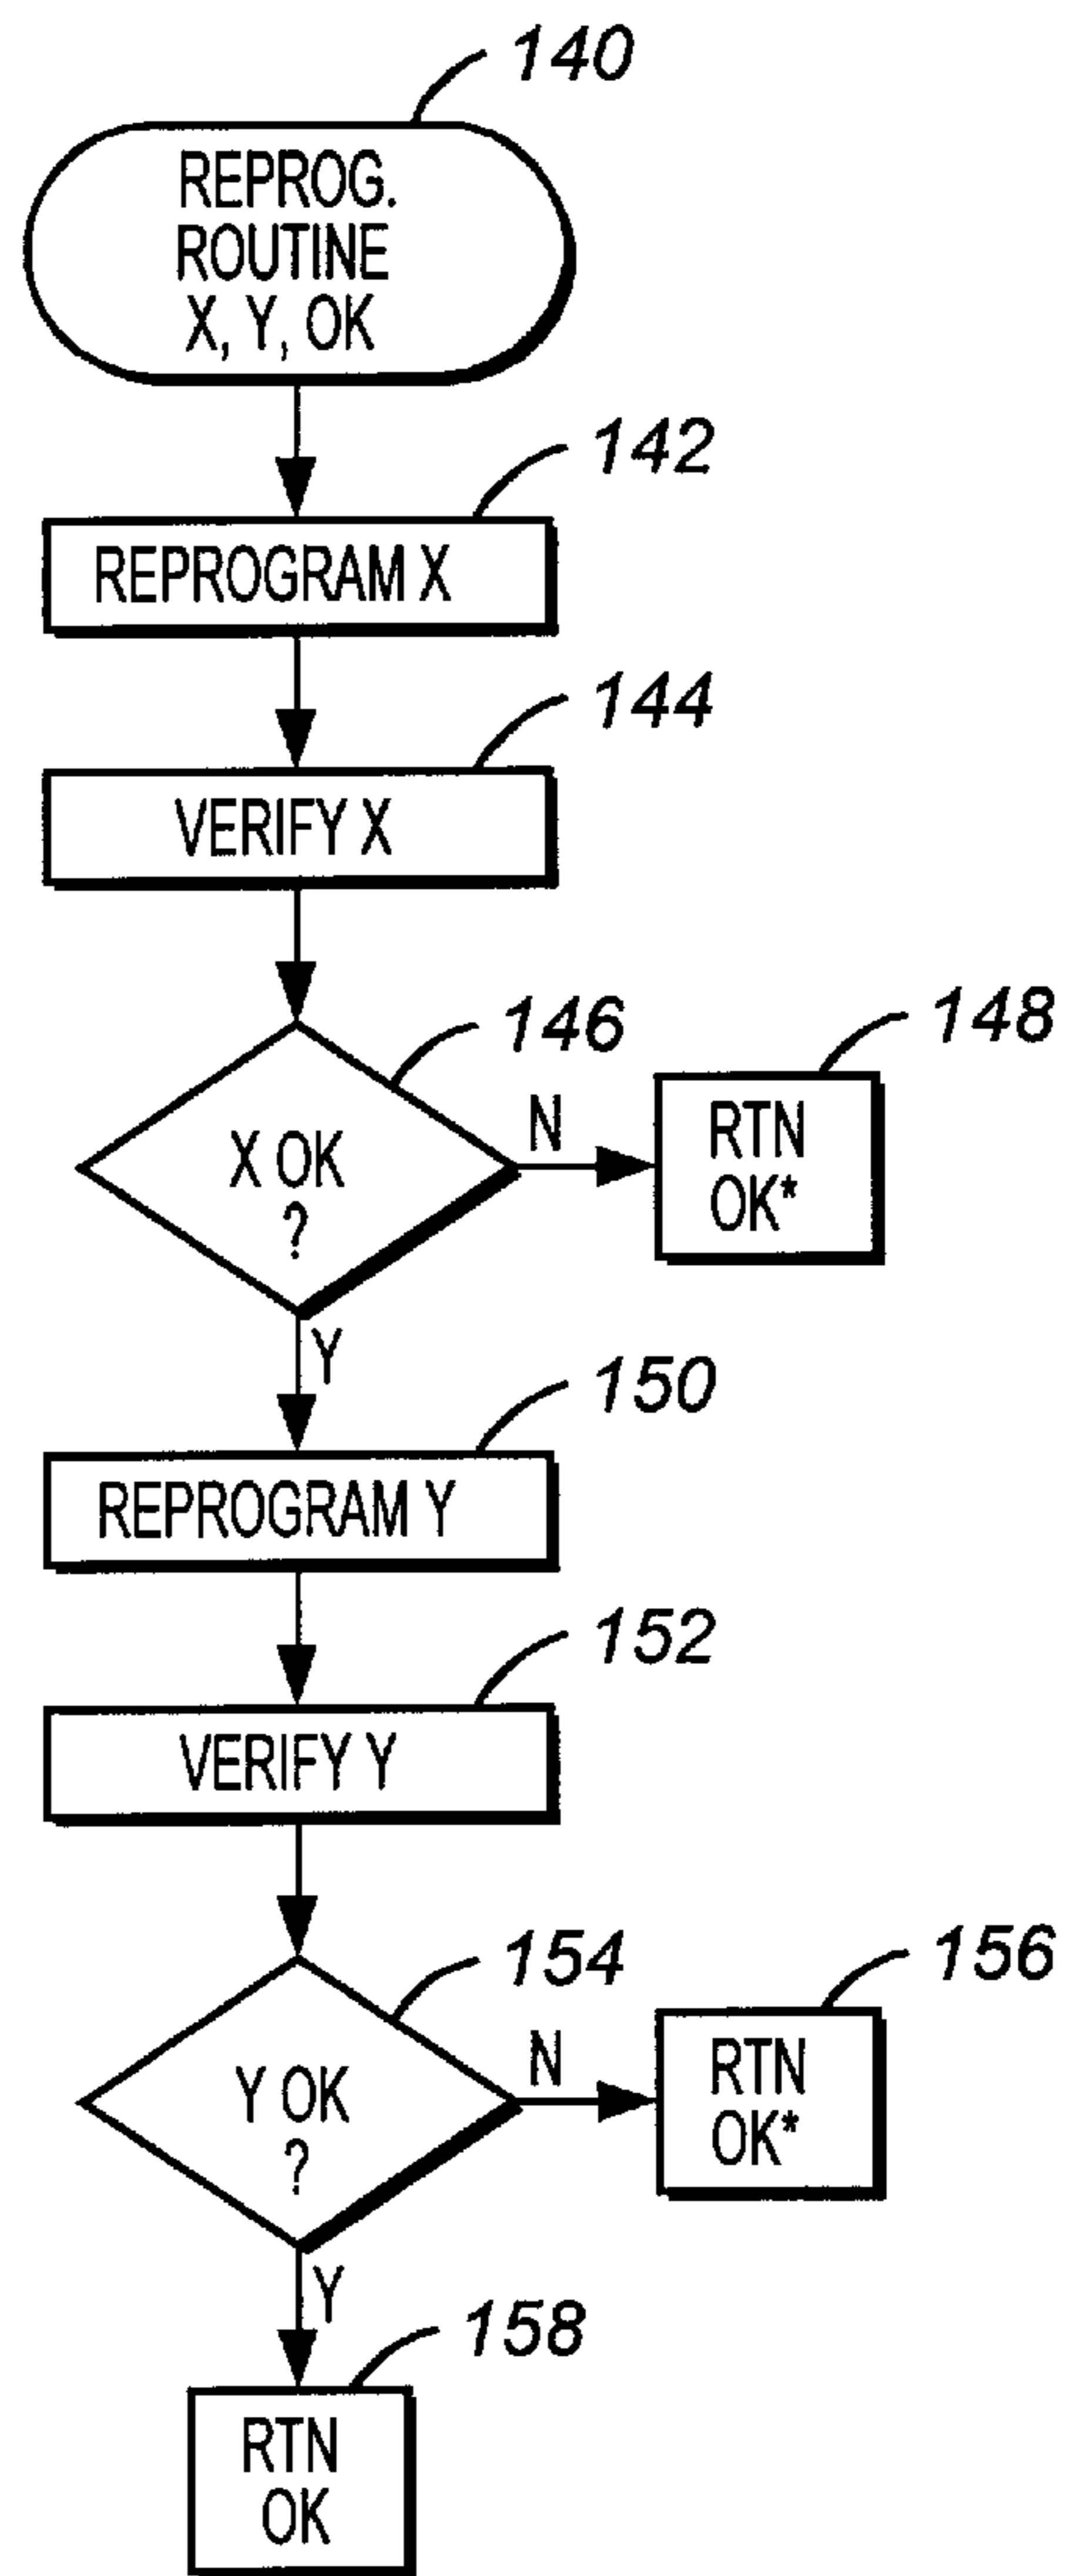 140
REPROG.
ROUTINE
X, Y, OK
142
REPROGRAM X
144
VERIFY X
146
148
X OK
?
N
RTN
OK*
Y
150
REPROGRAM Y
152
VERIFY Y
154
156
Y OK
?
N
RTN
OK*
Y
158
RTN
OK